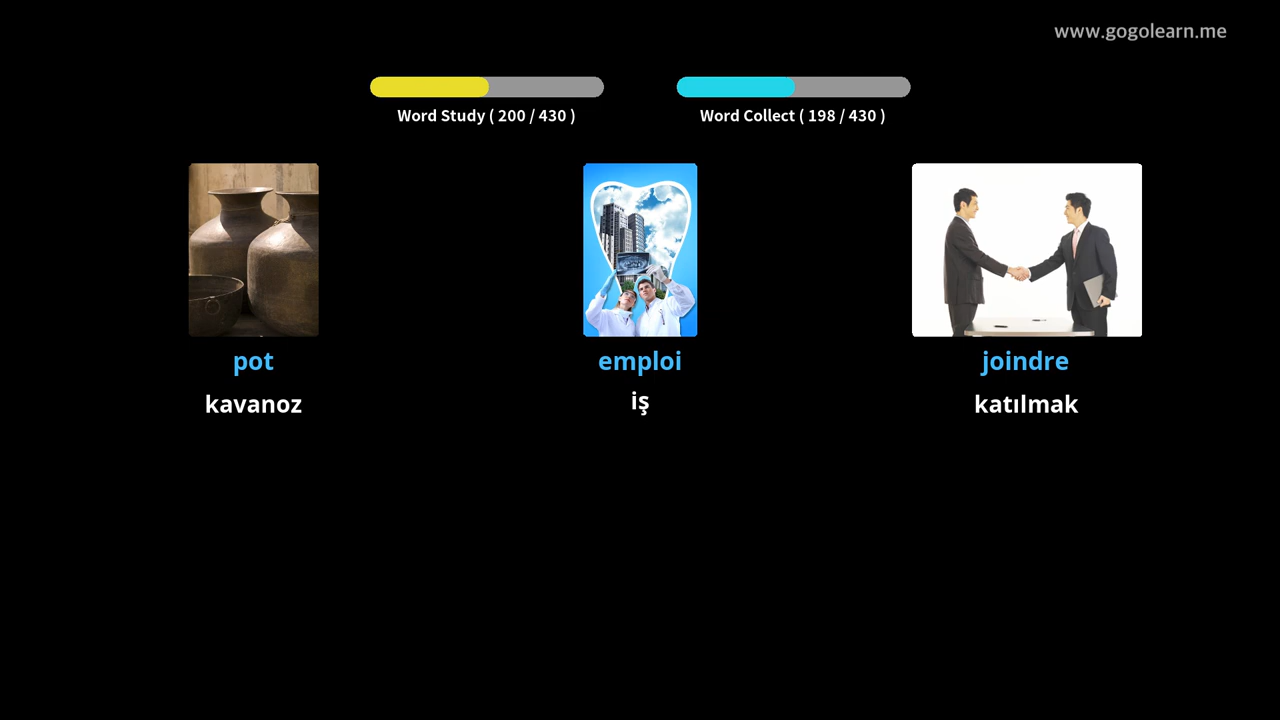 www.gogolearn.me
Word Study ( 200 / 430 )
Word Collect ( 198 / 430 )
pot
emploi
joindre
kavanoz
iş
katılmak